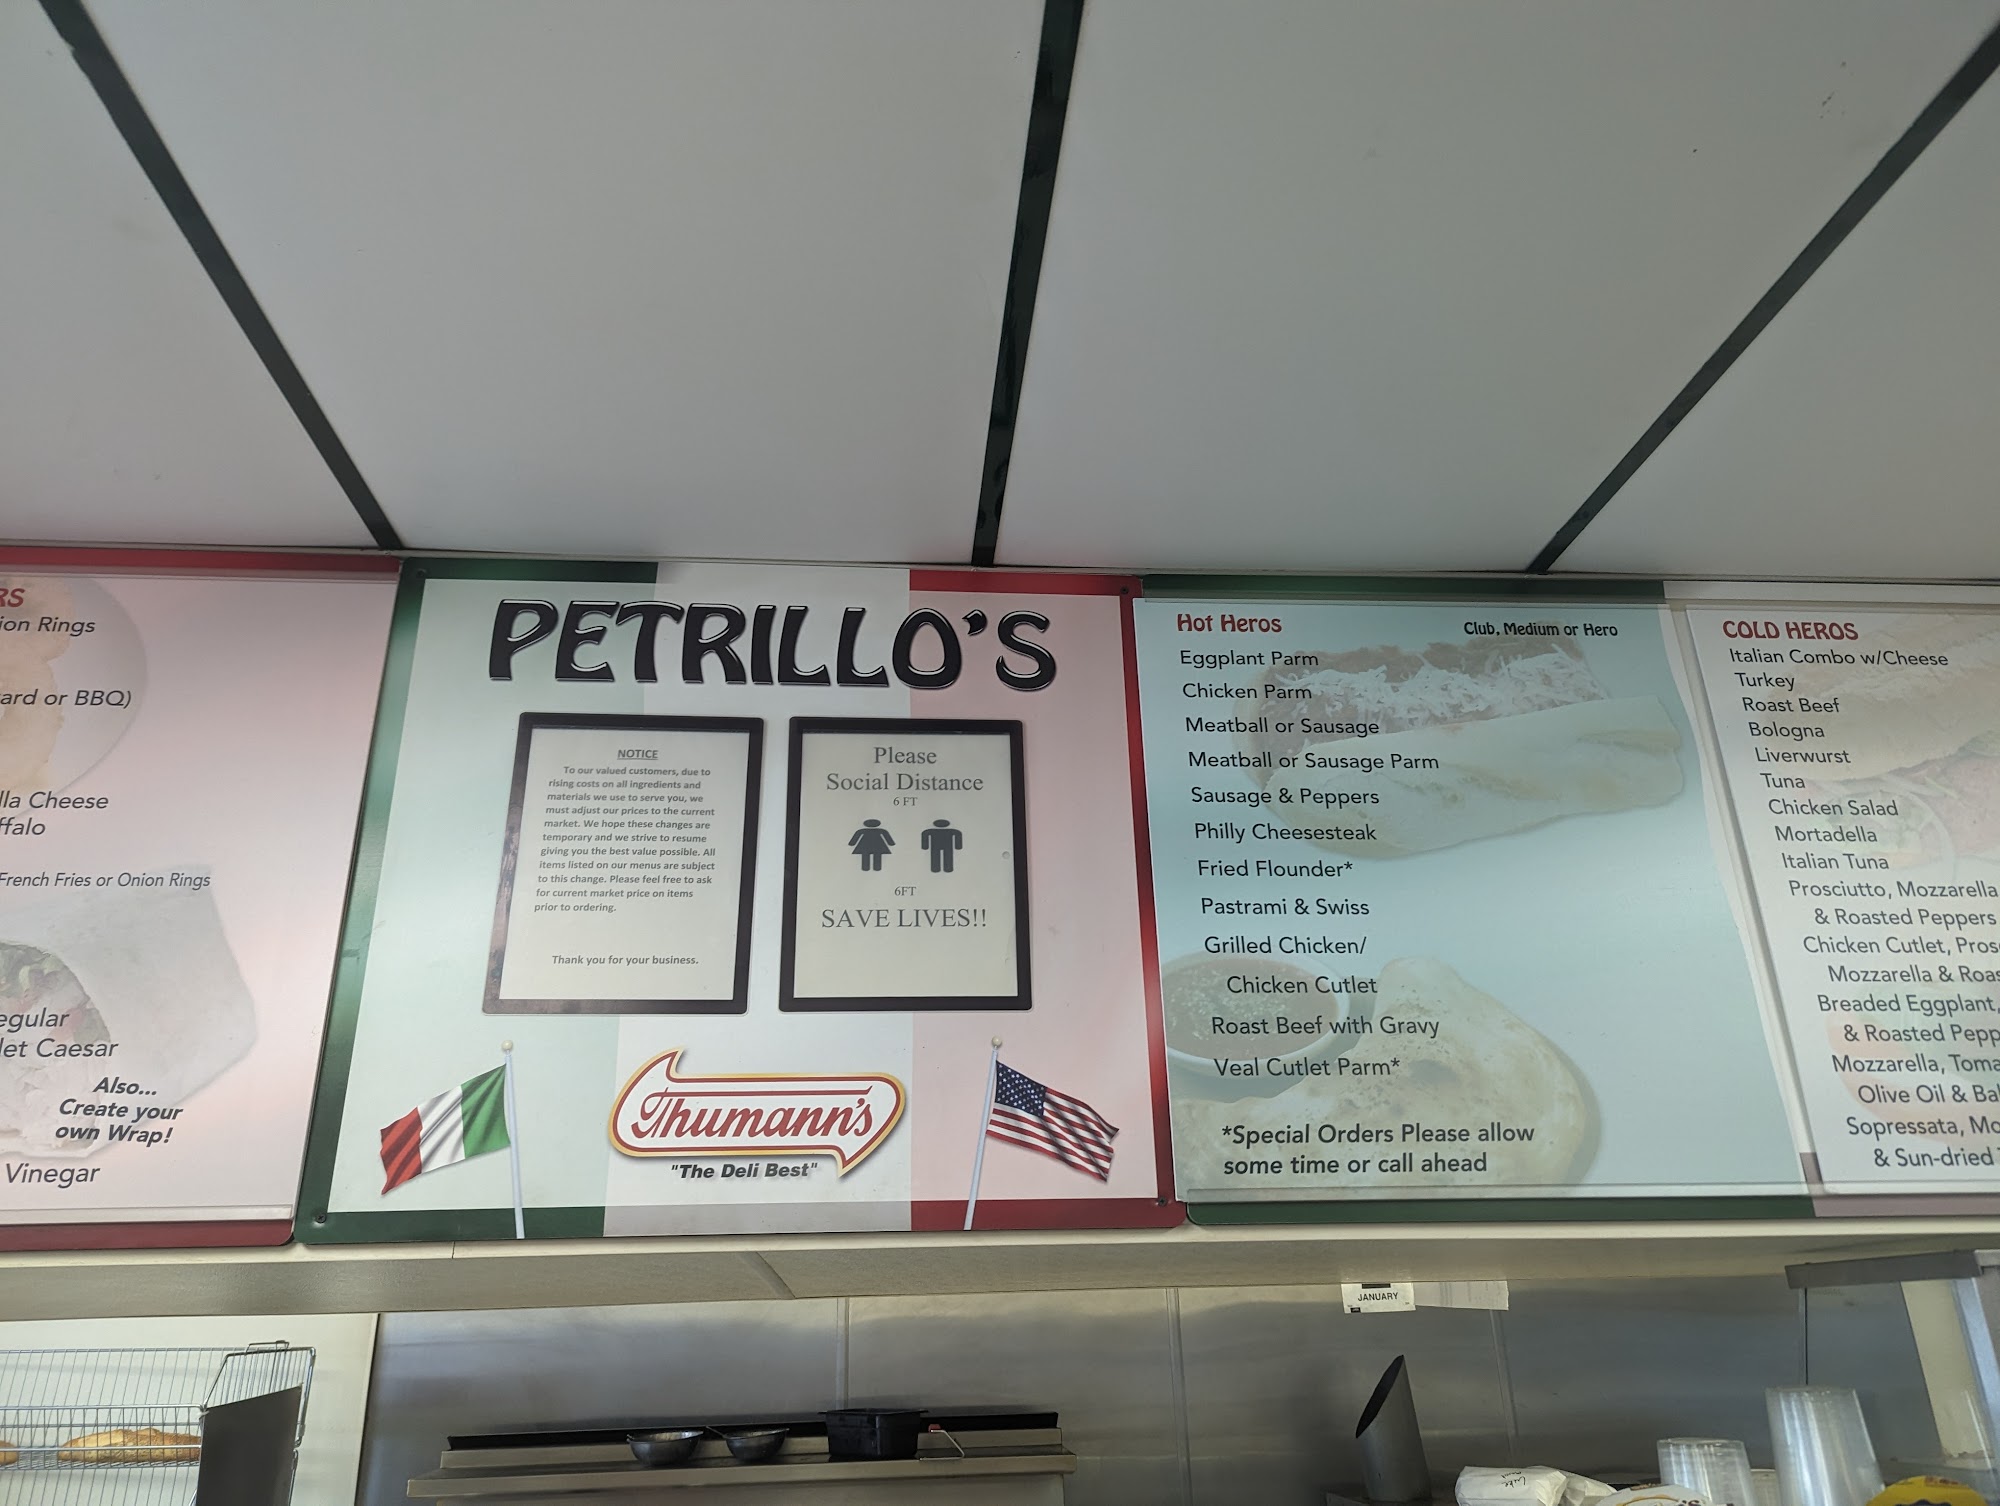 RS
ion Rings
ard or BBQ)
lla Cheese
ffalo
French Fries or Onion Rings
egular
let Caesar
Also...
Create your
own Wrap!
Vinegar
PETRILLO'S
NOTICE
To our valued customers, due to
rising costs on all ingredients and
materials we use to serve you, we
must adjust our prices to the current
market. We hope these changes are
temporary and we strive to resume
giving you the best value possible. All
items listed on our menus are subject
to this change. Please feel free to ask
for current market price on items
prior to ordering.
Thank you for your business.
Please
Social Distance
6 FT
6FT
SAVE LIVES!!
Thumann's
"The Deli Best"
Hot Heros
Club, Medium or Hero
Eggplant Parm
Chicken Parm
Meatball or Sausage
Meatball or Sausage Parm
Sausage & Peppers
Philly Cheesesteak
Fried Flounder*
Pastrami & Swiss
Grilled Chicken/
Chicken Cutlet
Roast Beef with Gravy
Veal Cutlet Parm*
*Special Orders Please allow
some time or call ahead
COLD HEROS
Italian Combo w/Cheese
Turkey
Roast Beef
Bologna
Liverwurst
Tuna
Chicken Salad
Mortadella
Italian Tuna
Prosciutto, Mozzarella
& Roasted Peppers
Chicken Cutlet, Pros
Mozzarella & Roas
Breaded Eggplant,
& Roasted Pepp
Mozzarella, Toma
Olive Oil & Bal
Sopressata, Mo
& Sun-dried
JANUARY